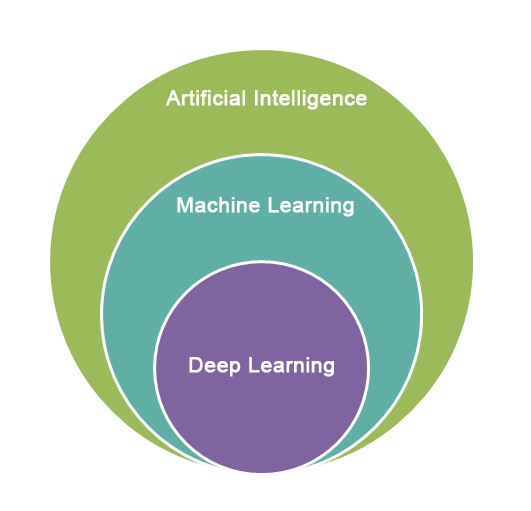 Artificial Intelligence
Machine Learning
Deep Learning